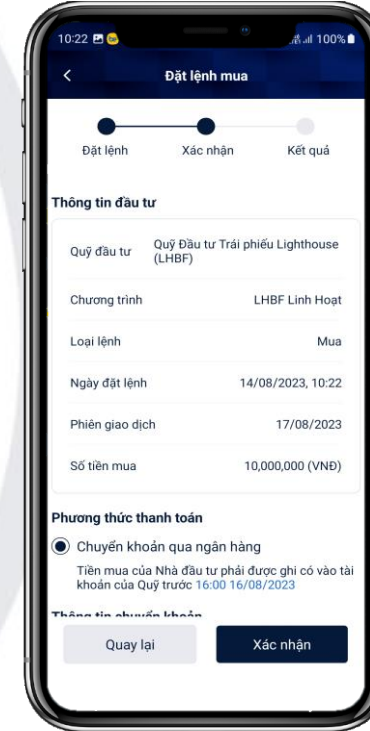 10:22
100%
Đặt lệnh mua
Đặt lệnh Xác nhận Kết quả
Thông tin đầu tư
Quỹ đầu tư Quỹ Đầu tư Trái phiếu Lighthouse
(LHBF)
Chương trình LHBF Linh Hoạt
Loại lệnh Mua
Ngày đặt lệnh 14/08/2023, 10:22
Phiên giao dịch 17/08/2023
Số tiền mua 10,000,000 (VNĐ)
Phương thức thanh toán
Chuyển khoản qua ngân hàng
Tiền mua của Nhà đầu tư phải được ghi có vào tài
khoản của Quỹ trước 16:00 16/08/2023
Thông tin chuyển khoản
Quay lại Xác nhận